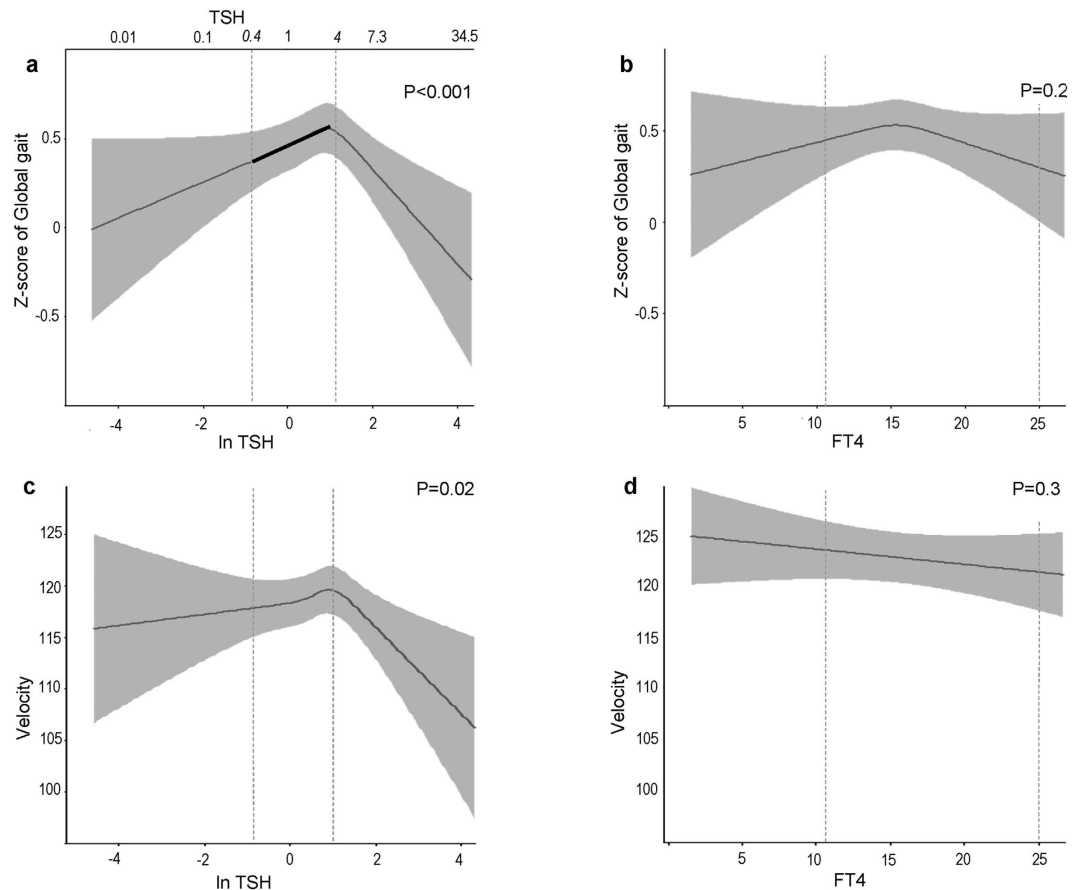 TSH
0.01 0.1 0.4 1 4 7.3 34.5
a
P<0.001
Z-score of Global gait
0.5
0
-0.5
-4 -2 0 2 4
ln TSH
b
P=0.2
Z-score of Global gait
0.5
0
-0.5
5 10 15 20 25
FT4
c
P=0.02
Velocity
125
120
115
110
105
100
-4 -2 0 2 4
ln TSH
d
P=0.3
Velocity
125
120
115
110
105
100
5 10 15 20 25
FT4